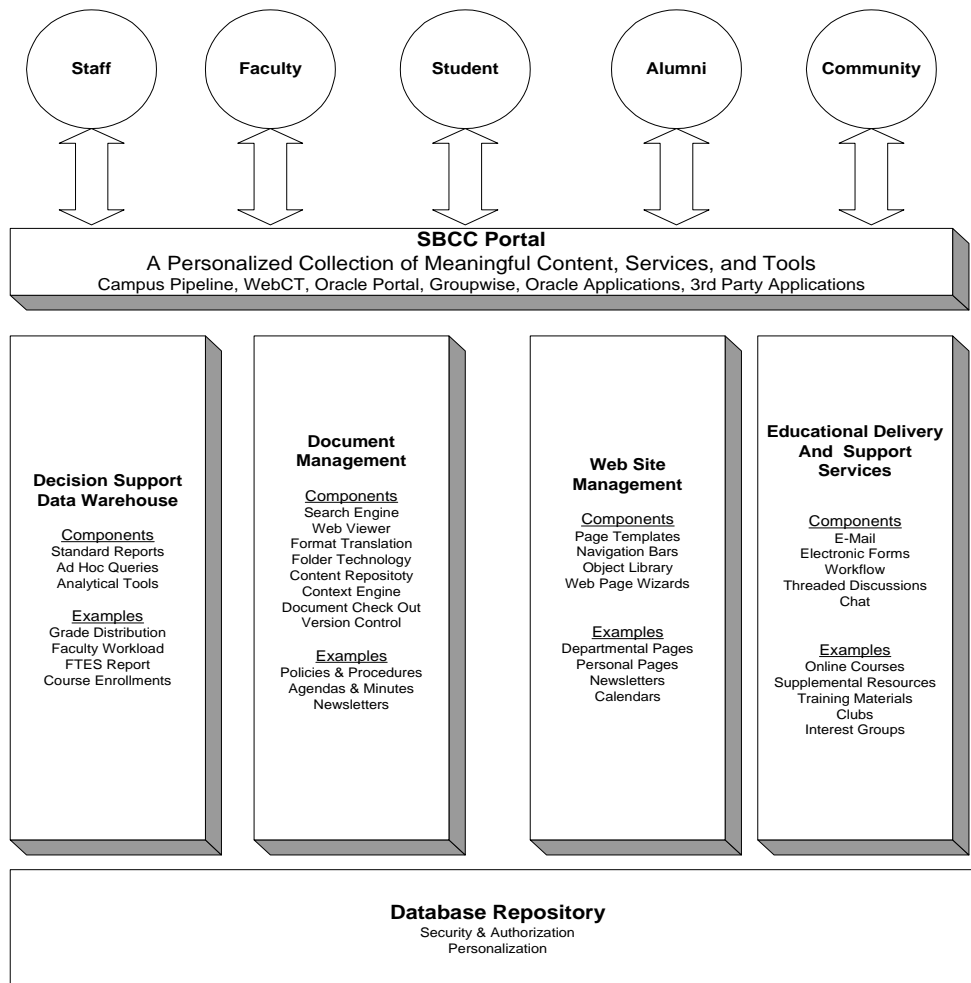 Staff
Faculty
Student
Alumni
Community
SBCC Portal
A Personalized Collection of Meaningful Content, Services, and Tools
Campus Pipeline, WebCT, Oracle Portal, Groupwise, Oracle Applications, 3rd Party Applications
Decision Support
Data Warehouse
Components
Standard Reports
Ad Hoc Queries
Analytical Tools
Examples
Grade Distribution
Faculty Workload
FTES Report
Course Enrollments
Document
Management
Components
Search Engine
Web Viewer
Format Translation
Folder Technology
Content Repositoty
Context Engine
Document Check Out
Version Control
Examples
Policies & Procedures
Agendas & Minutes
Newsletters
Web Site
Management
Components
Page Templates
Navigation Bars
Object Library
Web Page Wizards
Examples
Departmental Pages
Personal Pages
Newsletters
Calendars
Educational Delivery
And Support
Services
Components
E-Mail
Electronic Forms
Workflow
Threaded Discussions
Chat
Examples
Online Courses
Supplemental Resources
Training Materials
Clubs
Interest Groups
Database Repository
Security & Authorization
Personalization